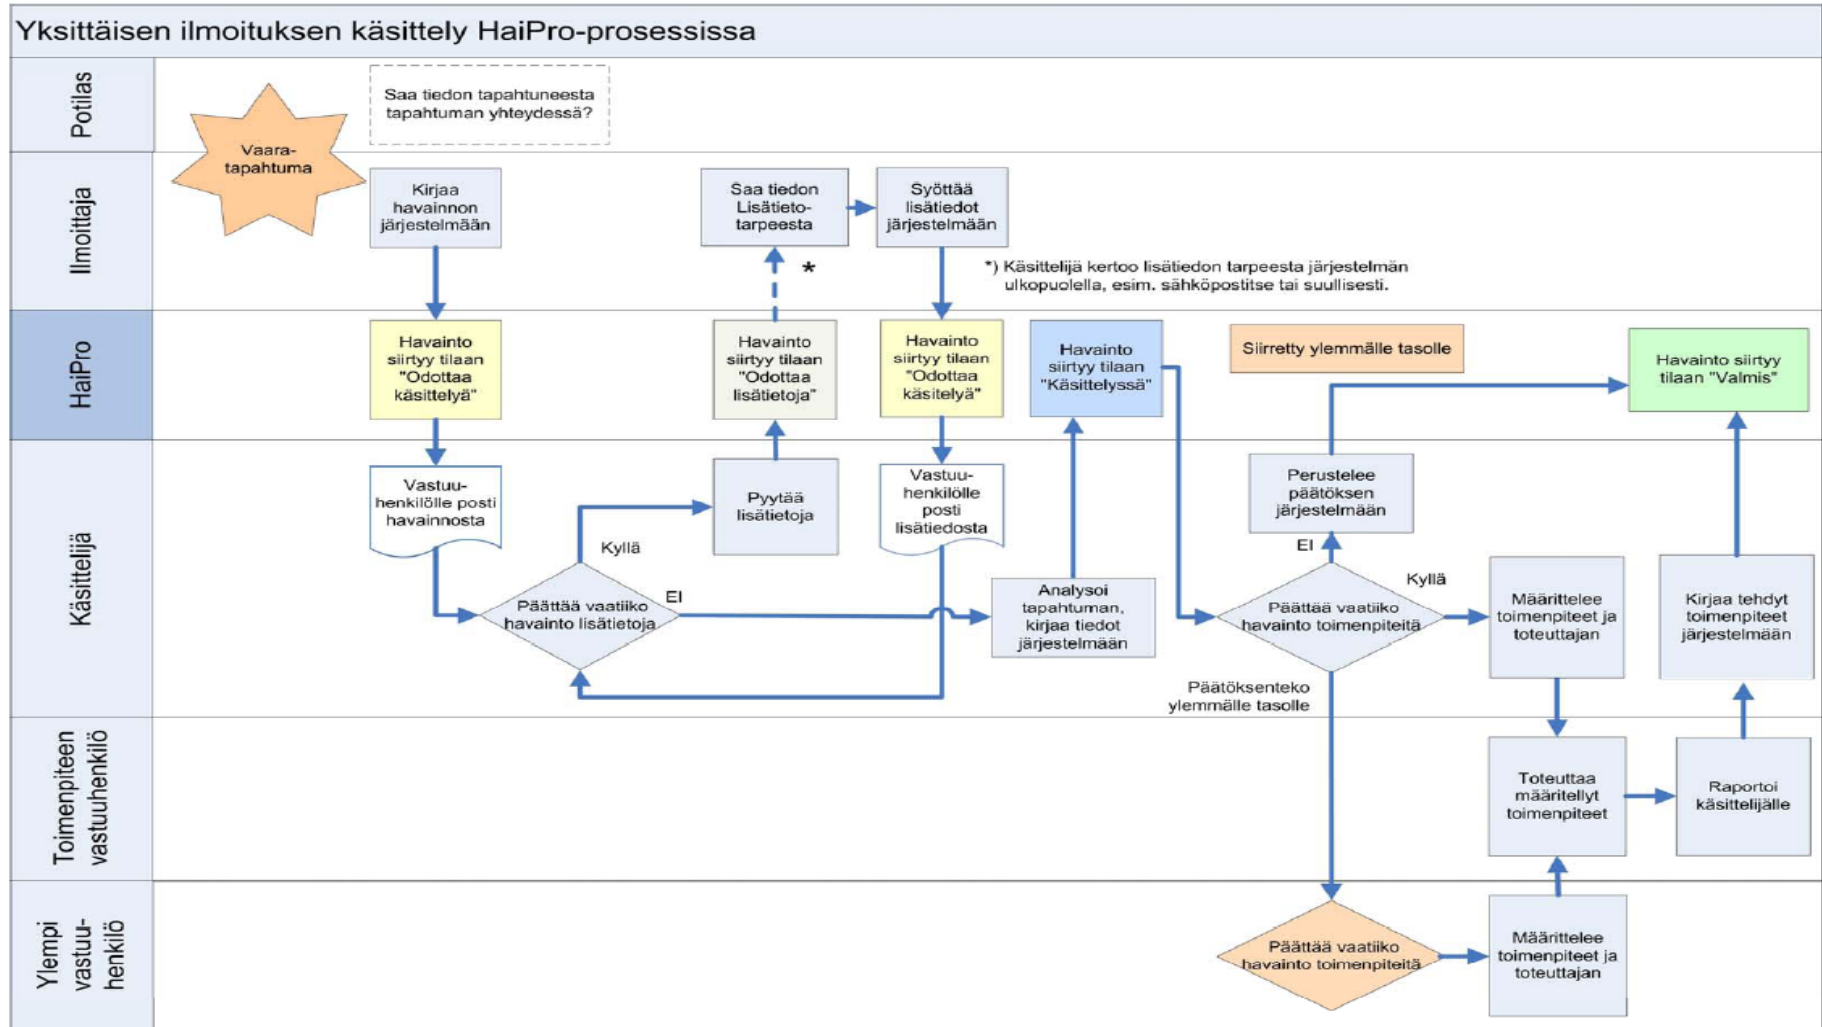 Yksittäisen ilmoituksen käsittely HaiPro-prosessissa
Potilas
Vaara-
tapahtuma
Saa tiedon tapahtuneesta
tapahtuman yhteydessä?
Ilmoittaja
Kirjaa
havainnon
järjestelmään
Saa tiedon
Lisätieto-
tarpeesta
Syöttää
lisätiedot
järjestelmään
*
*) Käsittelijä kertoo lisätiedon tarpeesta järjestelmän
ulkopuolella, esim. sähköpostitse tai suullisesti.
HaiPro
Havainto
siirtyy tilaan
"Odottaa
käsittelyä"
Havainto
siirtyy tilaan
"Odottaa
lisätietoja"
Havainto
siirtyy tilaan
"Odottaa
käsitelyä"
Havainto
siirtyy tilaan
"Käsittelyssä"
Siirretty ylemmälle tasolle
Havainto siirtyy
tilaan "Valmis"
Käsittelijä
Vastuu-
henkilölle posti
havainnosta
Päättää vaatiiko
havainto lisätietoja
Kyllä
EI
Pyytää
lisätietoja
Vastuu-
henkilölle
posti
lisätiedosta
Analysoi
tapahtuman,
kirjaa tiedot
järjestelmään
Perustelee
päätöksen
järjestelmään
EI
Päättää vaatiiko
havainto toimenpiteitä
Kyllä
Päätöksenteko
ylemmälle tasolle
Määrittelee
toimenpiteet ja
toteuttajan
Kirjaa tehdyt
toimenpiteet
järjestelmään
Toimenpiteen
vastuuhenkilö
Toteuttaa
määritellyt
toimenpiteet
Raportoi
käsittelijälle
Ylempi
vastuu-
henkilö
Päättää vaatiiko
havainto toimenpiteitä
Määrittelee
toimenpiteet ja
toteuttajan